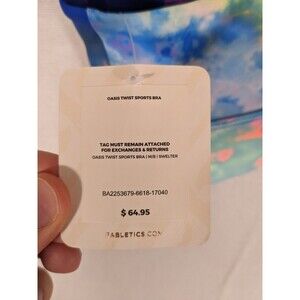 OASIS TWIST SPORTS BRA
TAG MUST REMAIN ATTACHED
FOR EXCHANGES & RETURNS
OASIS TWIST SPORTS BRA | M/8 | SWELTER
BA2253679-6618-17040
$ 64.95
FABLETICS.COM